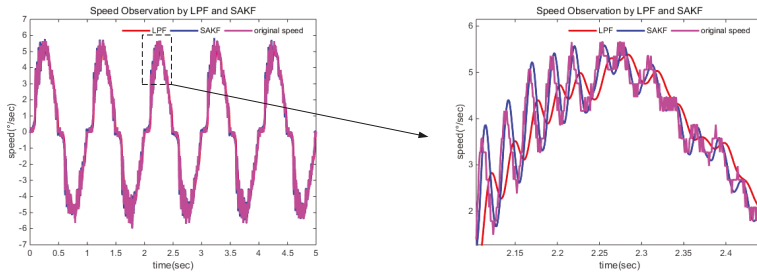 Speed Observation by LPF and SAKF
LPF SAKF original speed
7
6
5
4
3
2
1
0
-1
-2
-3
-4
-5
-6
-7
speed(°/sec)
0 0.5 1 1.5 2 2.5 3 3.5 4 4.5 5
time(sec)
Speed Observation by LPF and SAKF
LPF SAKF original speed
6
5
4
3
2
speed(°/sec)
2.15 2.2 2.25 2.3 2.35 2.4
time(sec)